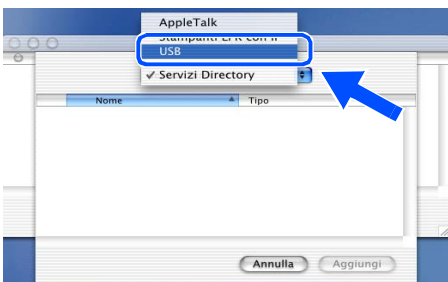 AppleTalk
Stampanti LPR con IP
USB
✓ Servizi Directory
Nome Tipo
Annulla Aggiungi